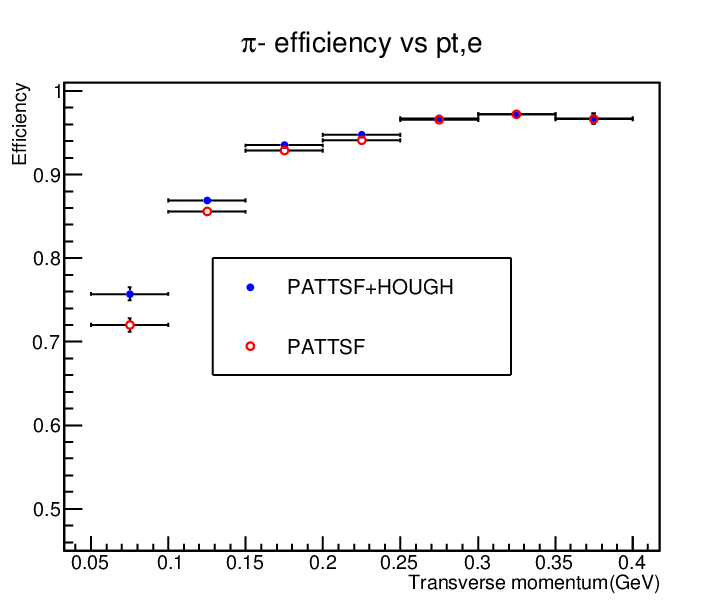 π- efficiency vs pt,e
Efficiency
1
0.9
0.8
0.7
0.6
0.5
PATTSF+HOUGH
PATTSF
0.05 0.1 0.15 0.2 0.25 0.3 0.35 0.4
Transverse momentum(GeV)